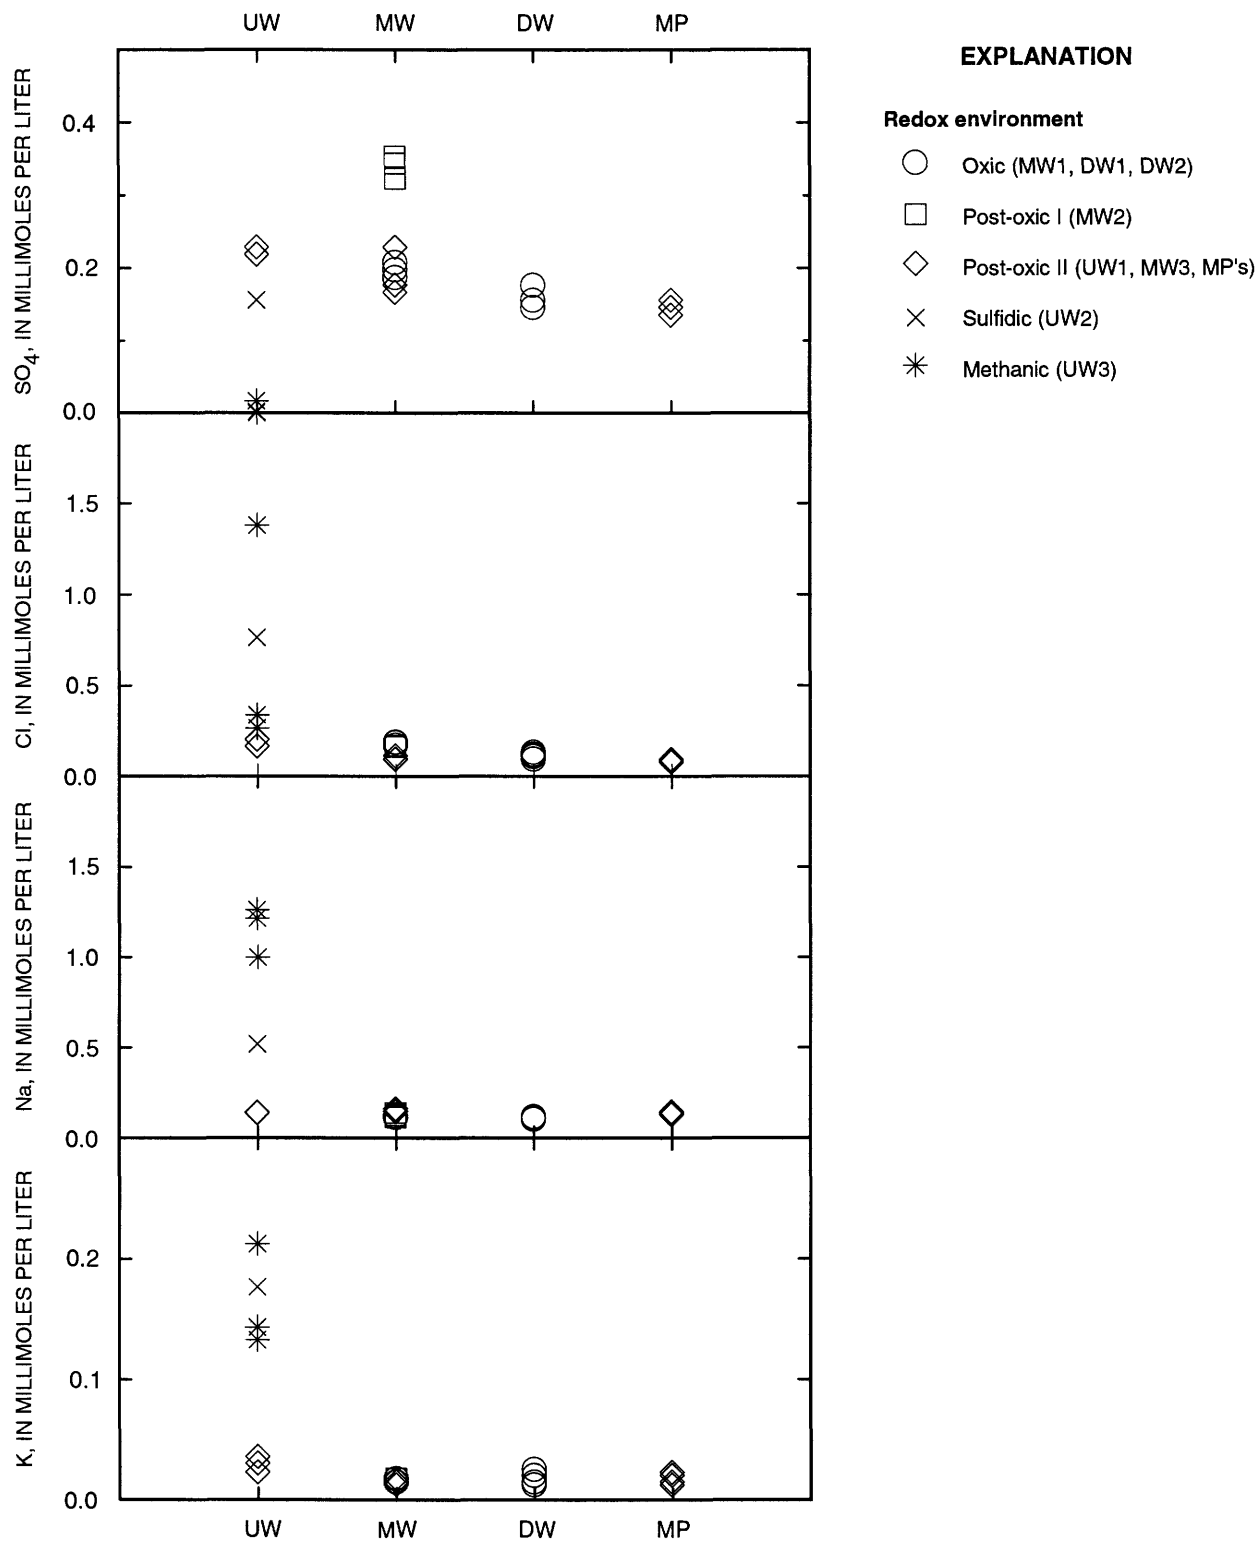 UW MW DW MP
EXPLANATION
Redox environment
Oxic (MW1, DW1, DW2)
Post-oxic I (MW2)
Post-oxic II (UW1, MW3, MP's)
Sulfidic (UW2)
Methanic (UW3)
SO4, IN MILLIMOLES PER LITER
0.4
0.2
0.0
Cl, IN MILLIMOLES PER LITER
1.5
1.0
0.5
0.0
Na, IN MILLIMOLES PER LITER
1.5
1.0
0.5
0.0
K, IN MILLIMOLES PER LITER
0.2
0.1
0.0
UW MW DW MP